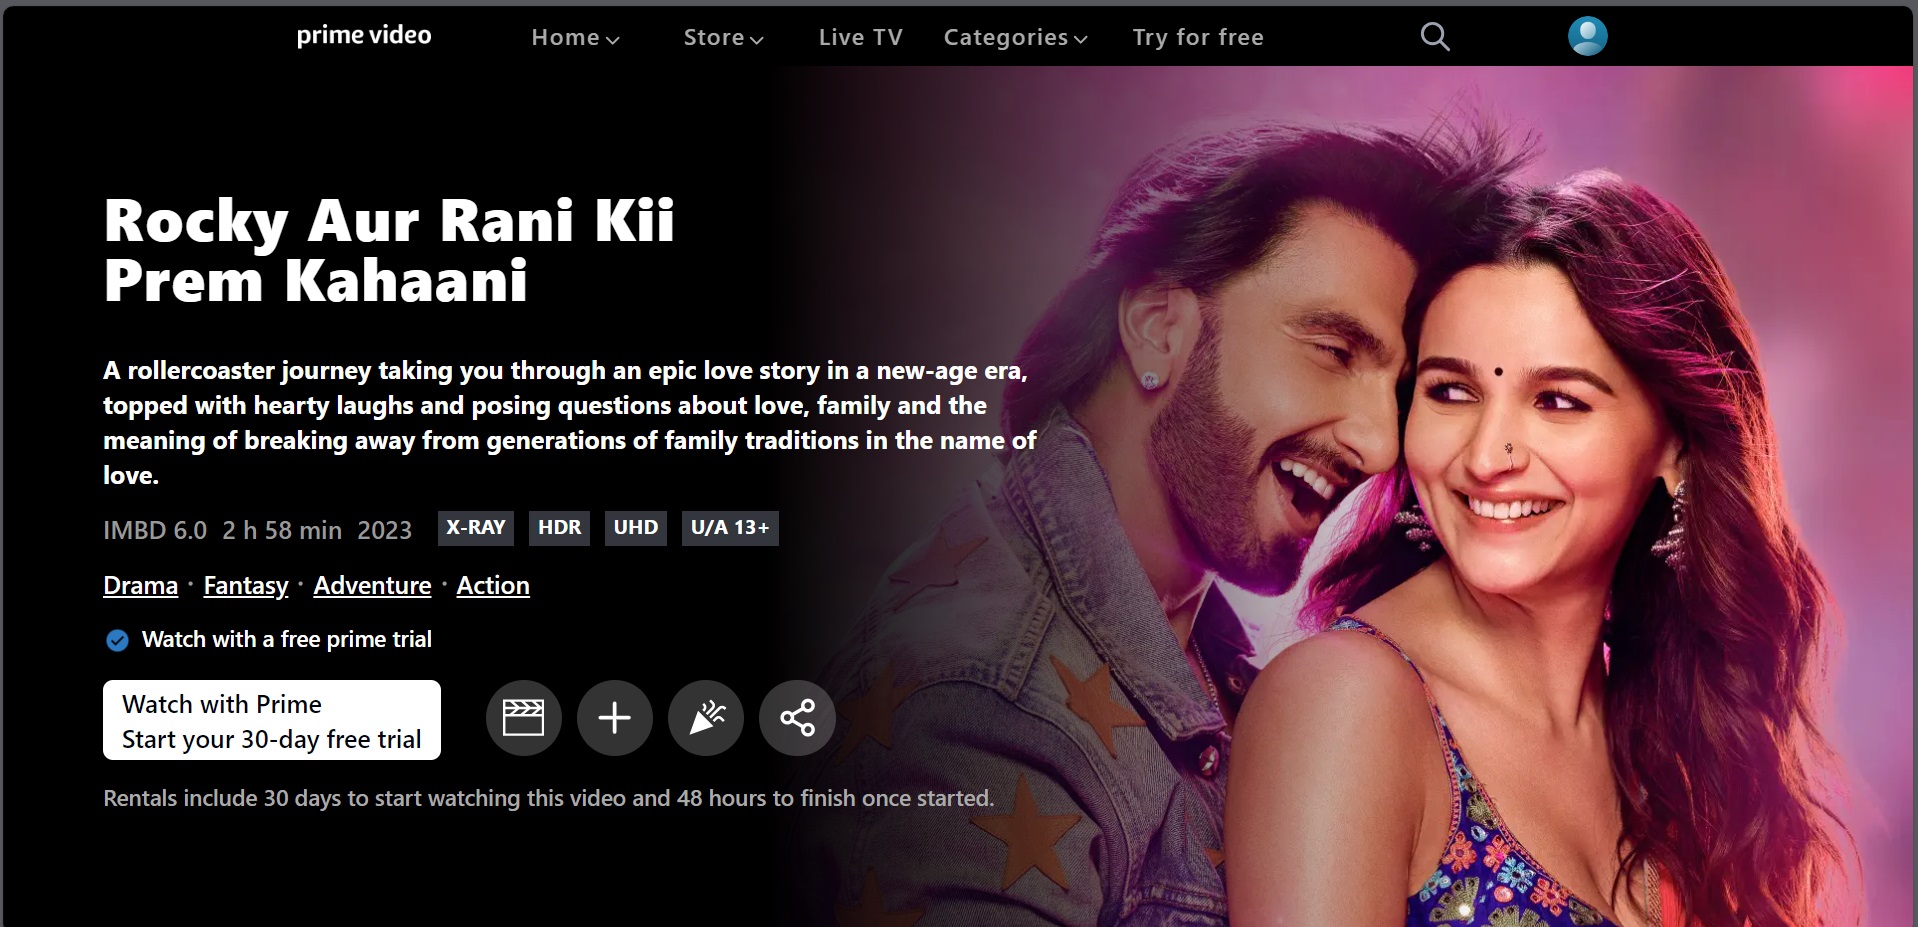 prime video
Home
Store
Live TV
Categories
Try for free
Rocky Aur Rani Kii
Prem Kahaani
A rollercoaster journey taking you through an epic love story in a new-age era,
topped with hearty laughs and posing questions about love, family and the
meaning of breaking away from generations of family traditions in the name of
love.
IMBD 6.0 2 h 58 min 2023 X-RAY HDR UHD U/A 13+
Drama · Fantasy · Adventure · Action
Watch with a free prime trial
Watch with Prime
Start your 30-day free trial
Rentals include 30 days to start watching this video and 48 hours to finish once started.